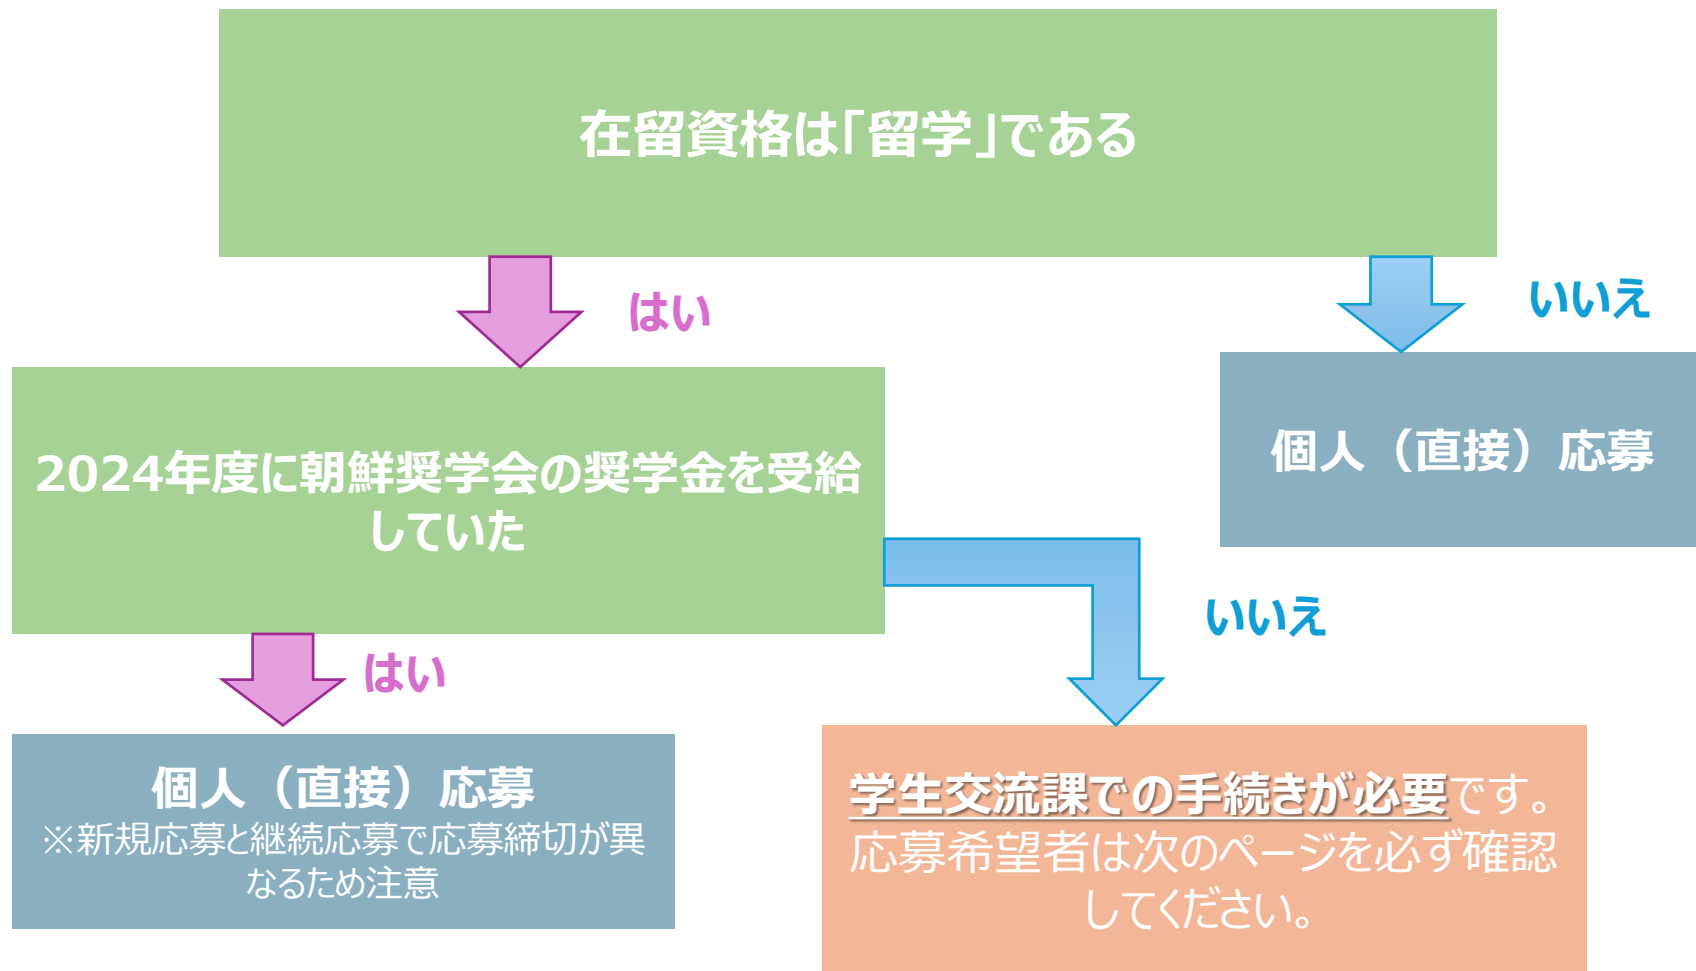 在留資格は「留学」である
はい
いいえ
2024年度に朝鮮奨学会の奨学金を受給
していた
個人（直接）応募
はい
いいえ
個人（直接）応募
※新規応募と継続応募で応募締切が異
なるため注意
学生交流課での手続きが必要です。
応募希望者は次のページを必ず確認
してください。